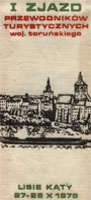 I ZJAZD
PRZEWODNIKÓW
TURYSTYCZNYCH
woj. toruńskiego
LISIE KĄTY
27-28 X 1979